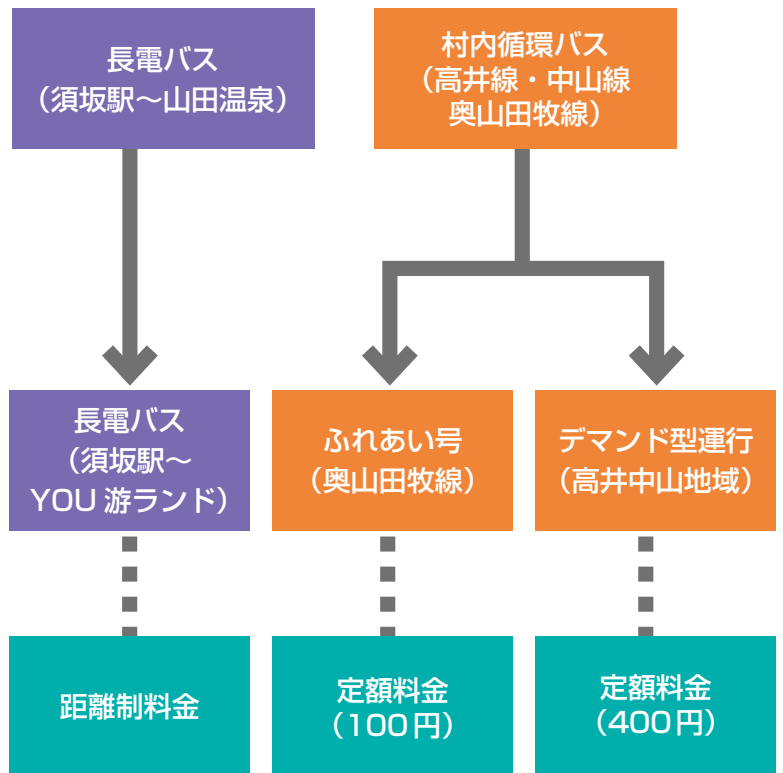 長電バス
（須坂駅～山田温泉）
村内循環バス
（高井線・中山線
奥山田牧線）
長電バス
（須坂駅～
YOU 游ランド）
ふれあい号
（奥山田牧線）
デマンド型運行
（高井中山地域）
距離制料金
定額料金
（100円）
定額料金
（400円）